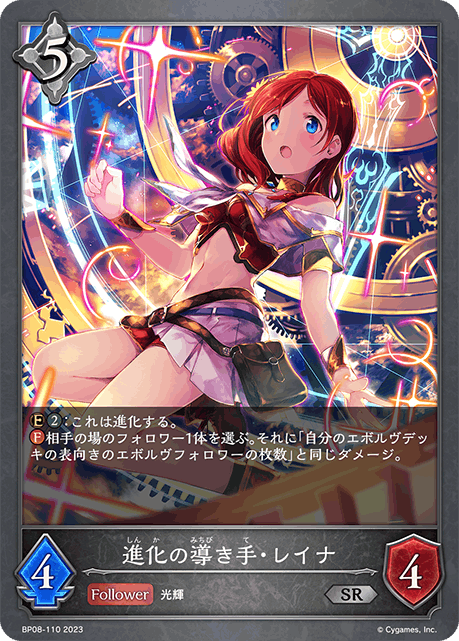 5
E ②:これは進化する。
F 相手の場のフォロワー1体を選ぶ。それに「自分のエボルヴデッ
キの表向きのエボルヴフォロワーの枚数」と同じダメージ。
しん か みちび て
進化の導き手・レイナ
4 Follower 光輝 SR 4
BP08-110 2023 © Cygames, Inc.